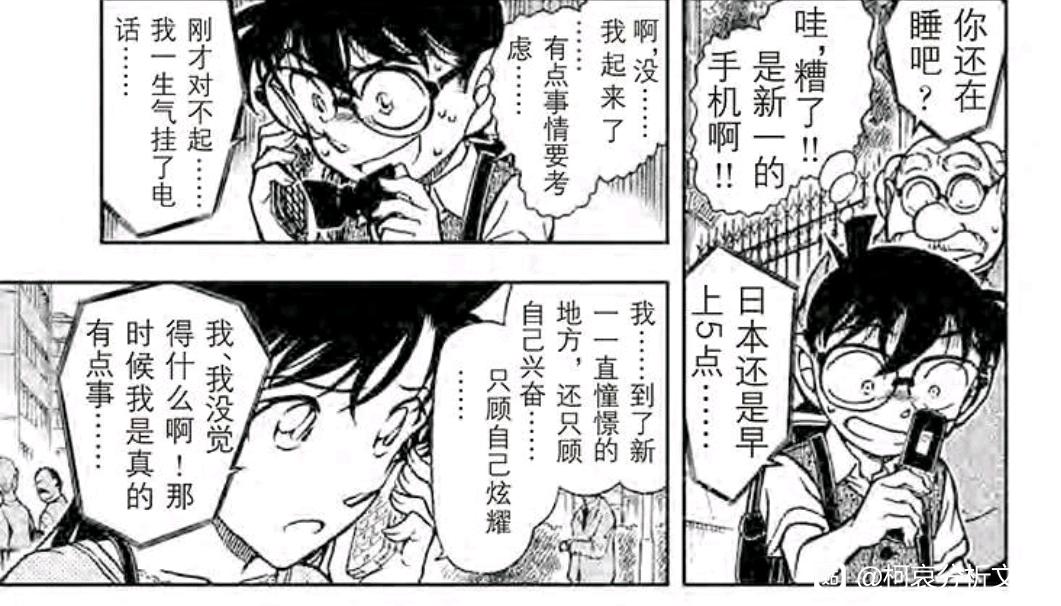 你还在
睡吧?
哇,糟了!!
是新一的
手机啊!!
日本还是早
上5点……
啊,没……
我起来了
……
有点事情要考
虑……
刚才对不起……
我一生气挂了电
话……
我……到了新
一一直憧憬的
地方,还只顾
自己兴奋……
只顾自己炫耀
……
我、我没觉
得什么啊!那
时候我是真的
有点事……
@柯哀分析文